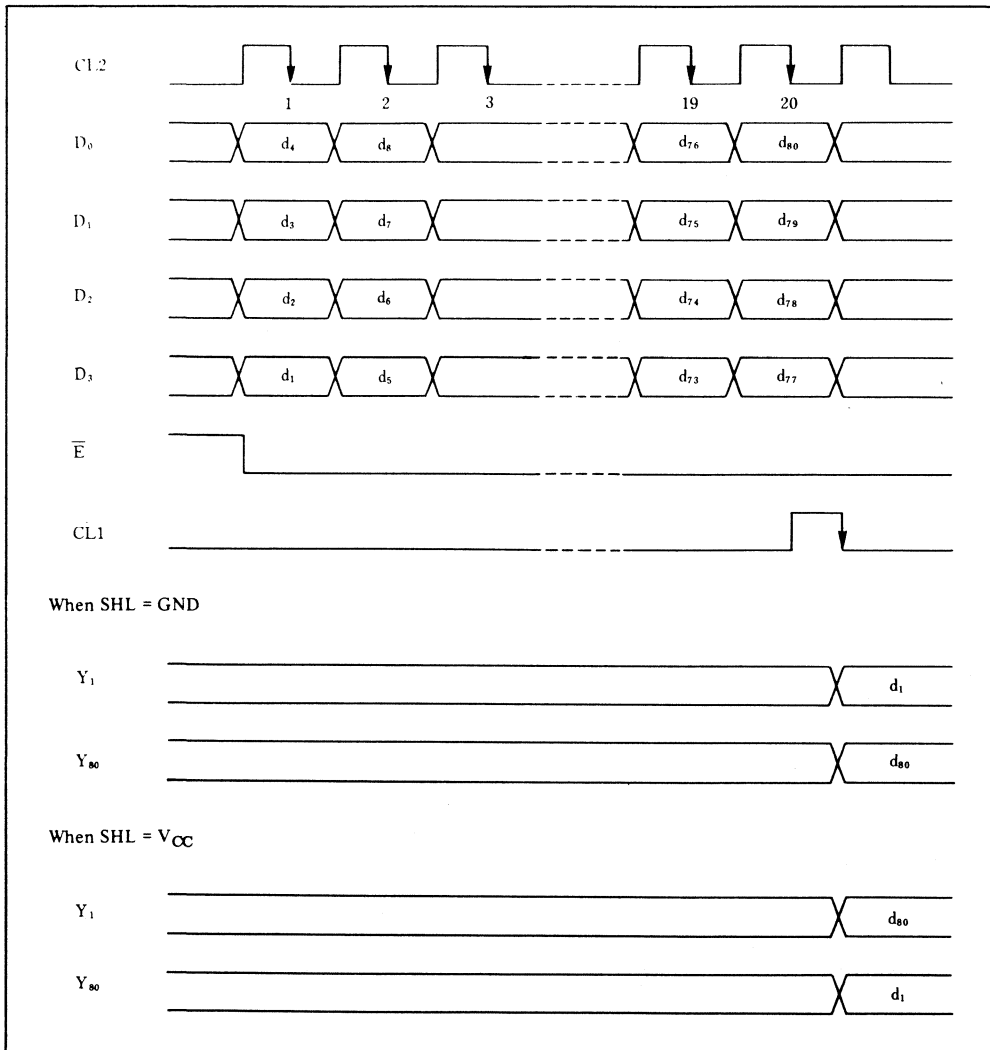 CL2
1 2 3 19 20
D₀ d₄ d₈ d₇₆ d₈₀
D₁ d₃ d₇ d₇₅ d₇₉
D₂ d₂ d₆ d₇₄ d₇₈
D₃ d₁ d₅ d₇₃ d₇₇
E̅
CL1
When SHL = GND
Y₁ d₁
Y₈₀ d₈₀
When SHL = V_CC
Y₁ d₈₀
Y₈₀ d₁